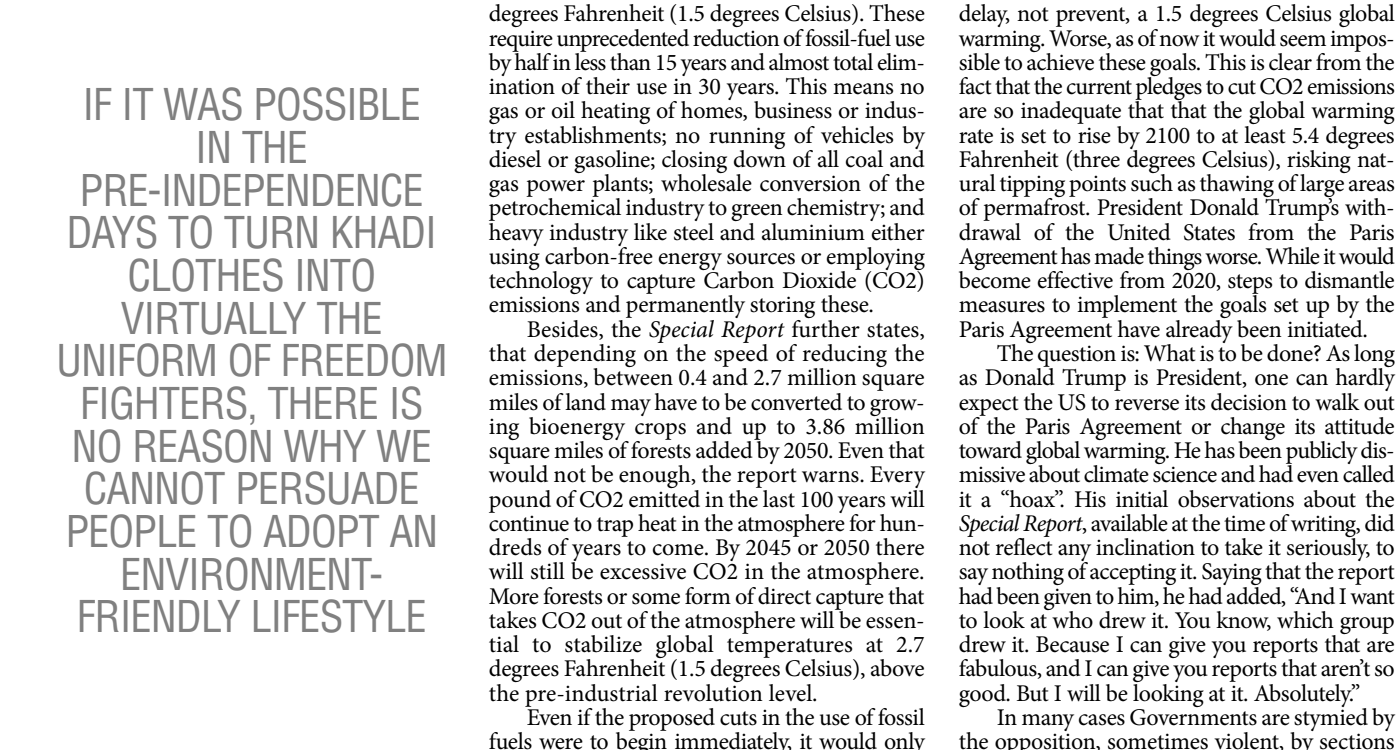 IF IT WAS POSSIBLE
IN THE
PRE-INDEPENDENCE
DAYS TO TURN KHADI
CLOTHES INTO
VIRTUALLY THE
UNIFORM OF FREEDOM
FIGHTERS, THERE IS
NO REASON WHY WE
CANNOT PERSUADE
PEOPLE TO ADOPT AN
ENVIRONMENT-
FRIENDLY LIFESTYLE
degrees Fahrenheit (1.5 degrees Celsius). These
require unprecedented reduction of fossil-fuel use
by half in less than 15 years and almost total elim-
ination of their use in 30 years. This means no
gas or oil heating of homes, business or indus-
try establishments; no running of vehicles by
diesel or gasoline; closing down of all coal and
gas power plants; wholesale conversion of the
petrochemical industry to green chemistry; and
heavy industry like steel and aluminium either
using carbon-free energy sources or employing
technology to capture Carbon Dioxide (CO2)
emissions and permanently storing these.
Besides, the Special Report further states,
that depending on the speed of reducing the
emissions, between 0.4 and 2.7 million square
miles of land may have to be converted to grow-
ing bioenergy crops and up to 3.86 million
square miles of forests added by 2050. Even that
would not be enough, the report warns. Every
pound of CO2 emitted in the last 100 years will
continue to trap heat in the atmosphere for hun-
dreds of years to come. By 2045 or 2050 there
will still be excessive CO2 in the atmosphere.
More forests or some form of direct capture that
takes CO2 out of the atmosphere will be essen-
tial to stabilize global temperatures at 2.7
degrees Fahrenheit (1.5 degrees Celsius), above
the pre-industrial revolution level.
Even if the proposed cuts in the use of fossil
fuels were to begin immediately, it would only
delay, not prevent, a 1.5 degrees Celsius global
warming. Worse, as of now it would seem impos-
sible to achieve these goals. This is clear from the
fact that the current pledges to cut CO2 emissions
are so inadequate that that the global warming
rate is set to rise by 2100 to at least 5.4 degrees
Fahrenheit (three degrees Celsius), risking nat-
ural tipping points such as thawing of large areas
of permafrost. President Donald Trump's with-
drawal of the United States from the Paris
Agreement has made things worse. While it would
become effective from 2020, steps to dismantle
measures to implement the goals set up by the
Paris Agreement have already been initiated.
The question is: What is to be done? As long
as Donald Trump is President, one can hardly
expect the US to reverse its decision to walk out
of the Paris Agreement or change its attitude
toward global warming. He has been publicly dis-
missive about climate science and had even called
it a “hoax”. His initial observations about the
Special Report, available at the time of writing, did
not reflect any inclination to take it seriously, to
say nothing of accepting it. Saying that the report
had been given to him, he had added, “And I want
to look at who drew it. You know, which group
drew it. Because I can give you reports that are
fabulous, and I can give you reports that aren't so
good. But I will be looking at it. Absolutely.”
In many cases Governments are stymied by
the opposition, sometimes violent, by sections